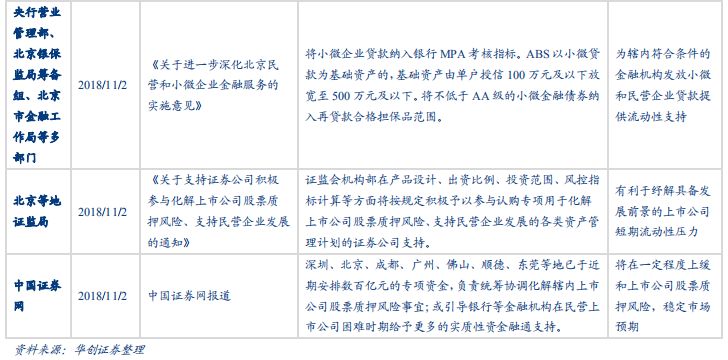 央行营业
管理部、
北京银保
监局筹备
组、北京
市金融工
作局等多
部门
2018/11/2
《关于进一步深化北京民
营和小微企业金融服务的
实施意见》
将小微企业贷款纳入银行 MPA 考核指标。ABS 以小微贷
款为基础资产的，基础资产由单户授信 100 万元及以下放
宽至 500 万元及以下。将不低于 AA 级的小微金融债券纳
入再贷款合格担保品范围。
为辖内符合条件的
金融机构发放小微
和民营企业贷款提
供流动性支持
北京等地
证监局
2018/11/2
《关于支持证券公司积极
参与化解上市公司股票质
押风险、支持民营企业发展
的通知》
证监会机构部在产品设计、出资比例、投资范围、风控指
标计算等方面将按规定积极予以参与认购专项用于化解
上市公司股票质押风险、支持民营企业发展的各类资产管
理计划的证券公司支持。
有利于纾解具备发
展前景的上市公司
短期流动性压力
中国证券
网
2018/11/2
中国证券网报道
深圳、北京、成都、广州、佛山、顺德、东莞等地已于近
期安排数百亿元的专项资金，负责统筹协调化解辖内上市
公司股票质押风险事宜；或引导银行等金融机构在民营上
市公司困难时期给予更多的实质性资金融通支持。
将在一定程度上缓
和上市公司股票质
押风险，稳定市场
预期
资料来源：华创证券整理